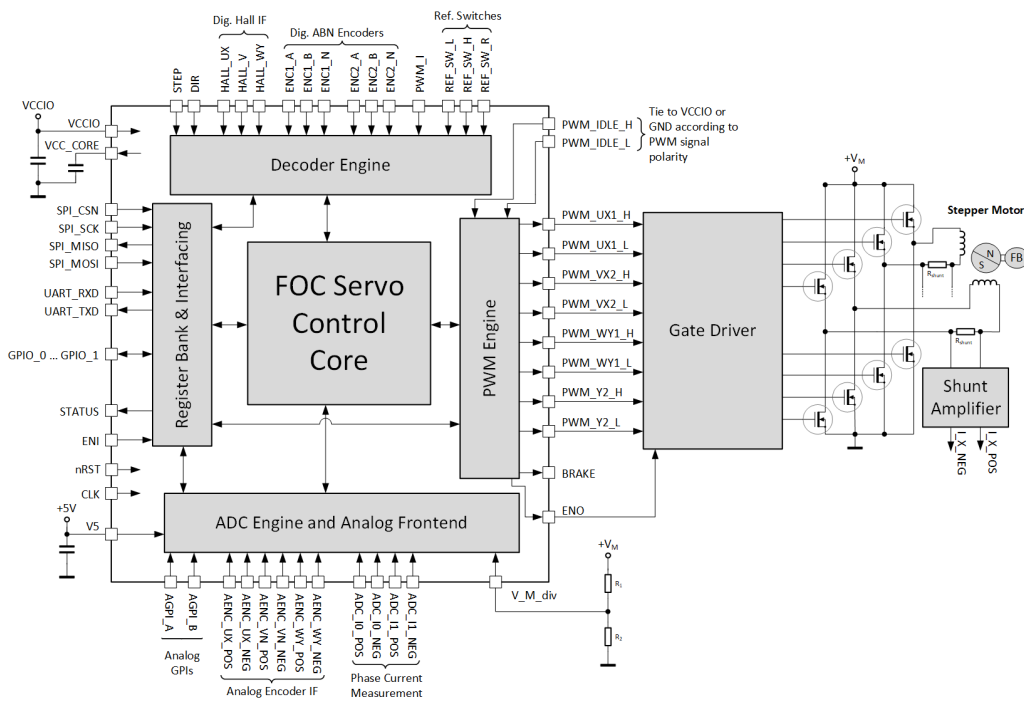 Dig. Hall IF
Dig. ABN Encoders
Ref. Switches
STEP
DIR
HALL_UX
HALL_V
HALL_WY
ENC1_A
ENC1_B
ENC1_N
ENC2_A
ENC2_B
ENC2_N
PWM_I
REF_SW_L
REF_SW_H
REF_SW_R
VCCIO
VCCIO
VCC_CORE
Decoder Engine
PWM_IDLE_H
PWM_IDLE_L
Tie to VCCIO or
GND according to
PWM signal
polarity
SPI_CSN
SPI_SCK
SPI_MISO
SPI_MOSI
UART_RXD
UART_TXD
GPIO_0 ... GPIO_1
STATUS
ENI
nRST
CLK
+5V
V5
Register Bank & Interfacing
FOC Servo
Control
Core
PWM Engine
PWM_UX1_H
PWM_UX1_L
PWM_VX2_H
PWM_VX2_L
PWM_WY1_H
PWM_WY1_L
PWM_Y2_H
PWM_Y2_L
BRAKE
ENO
Gate Driver
+VM
Stepper Motor
N
S
FB
Rshunt
Rshunt
Shunt
Amplifier
I_X_NEG
I_X_POS
ADC Engine and Analog Frontend
+VM
R1
R2
V_M_div
AGPI_A
AGPI_B
AENC_UX_POS
AENC_UX_NEG
AENC_VN_POS
AENC_VN_NEG
AENC_WY_POS
AENC_WY_NEG
ADC_I0_POS
ADC_I0_NEG
ADC_I1_POS
ADC_I1_NEG
Analog
GPIs
Analog Encoder IF
Phase Current
Measurement